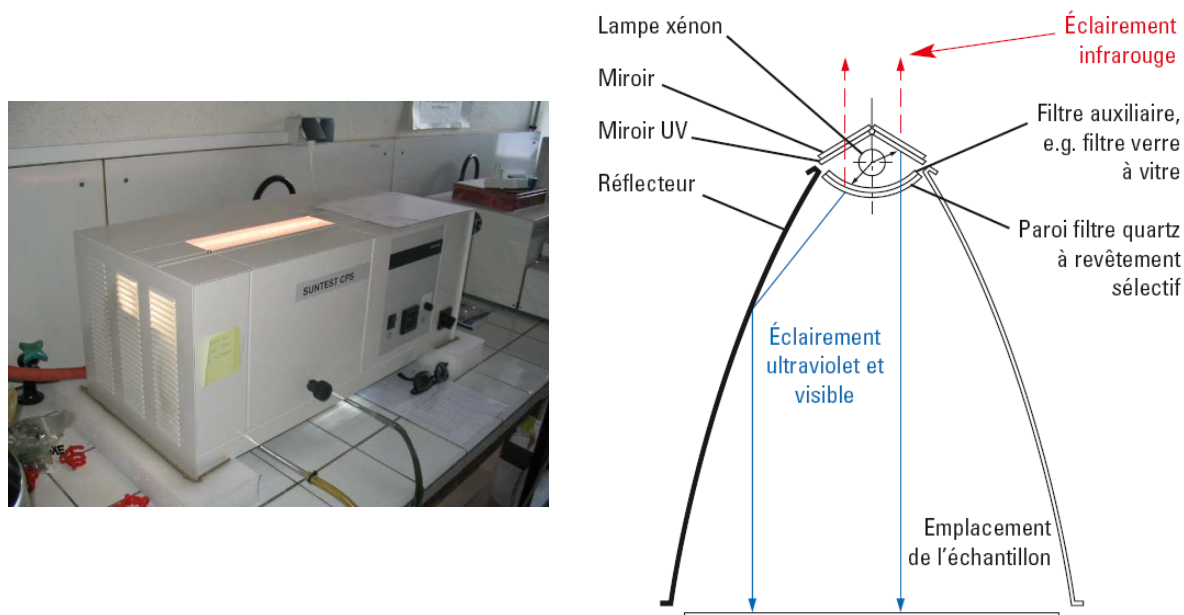 SUNTEST CPS
Lampe xénon
Miroir
Miroir UV
Réflecteur
Éclairement
infrarouge
Filtre auxiliaire,
e.g. filtre verre
à vitre
Paroi filtre quartz
à revêtement
sélectif
Éclairement
ultraviolet et
visible
Emplacement
de l'échantillon